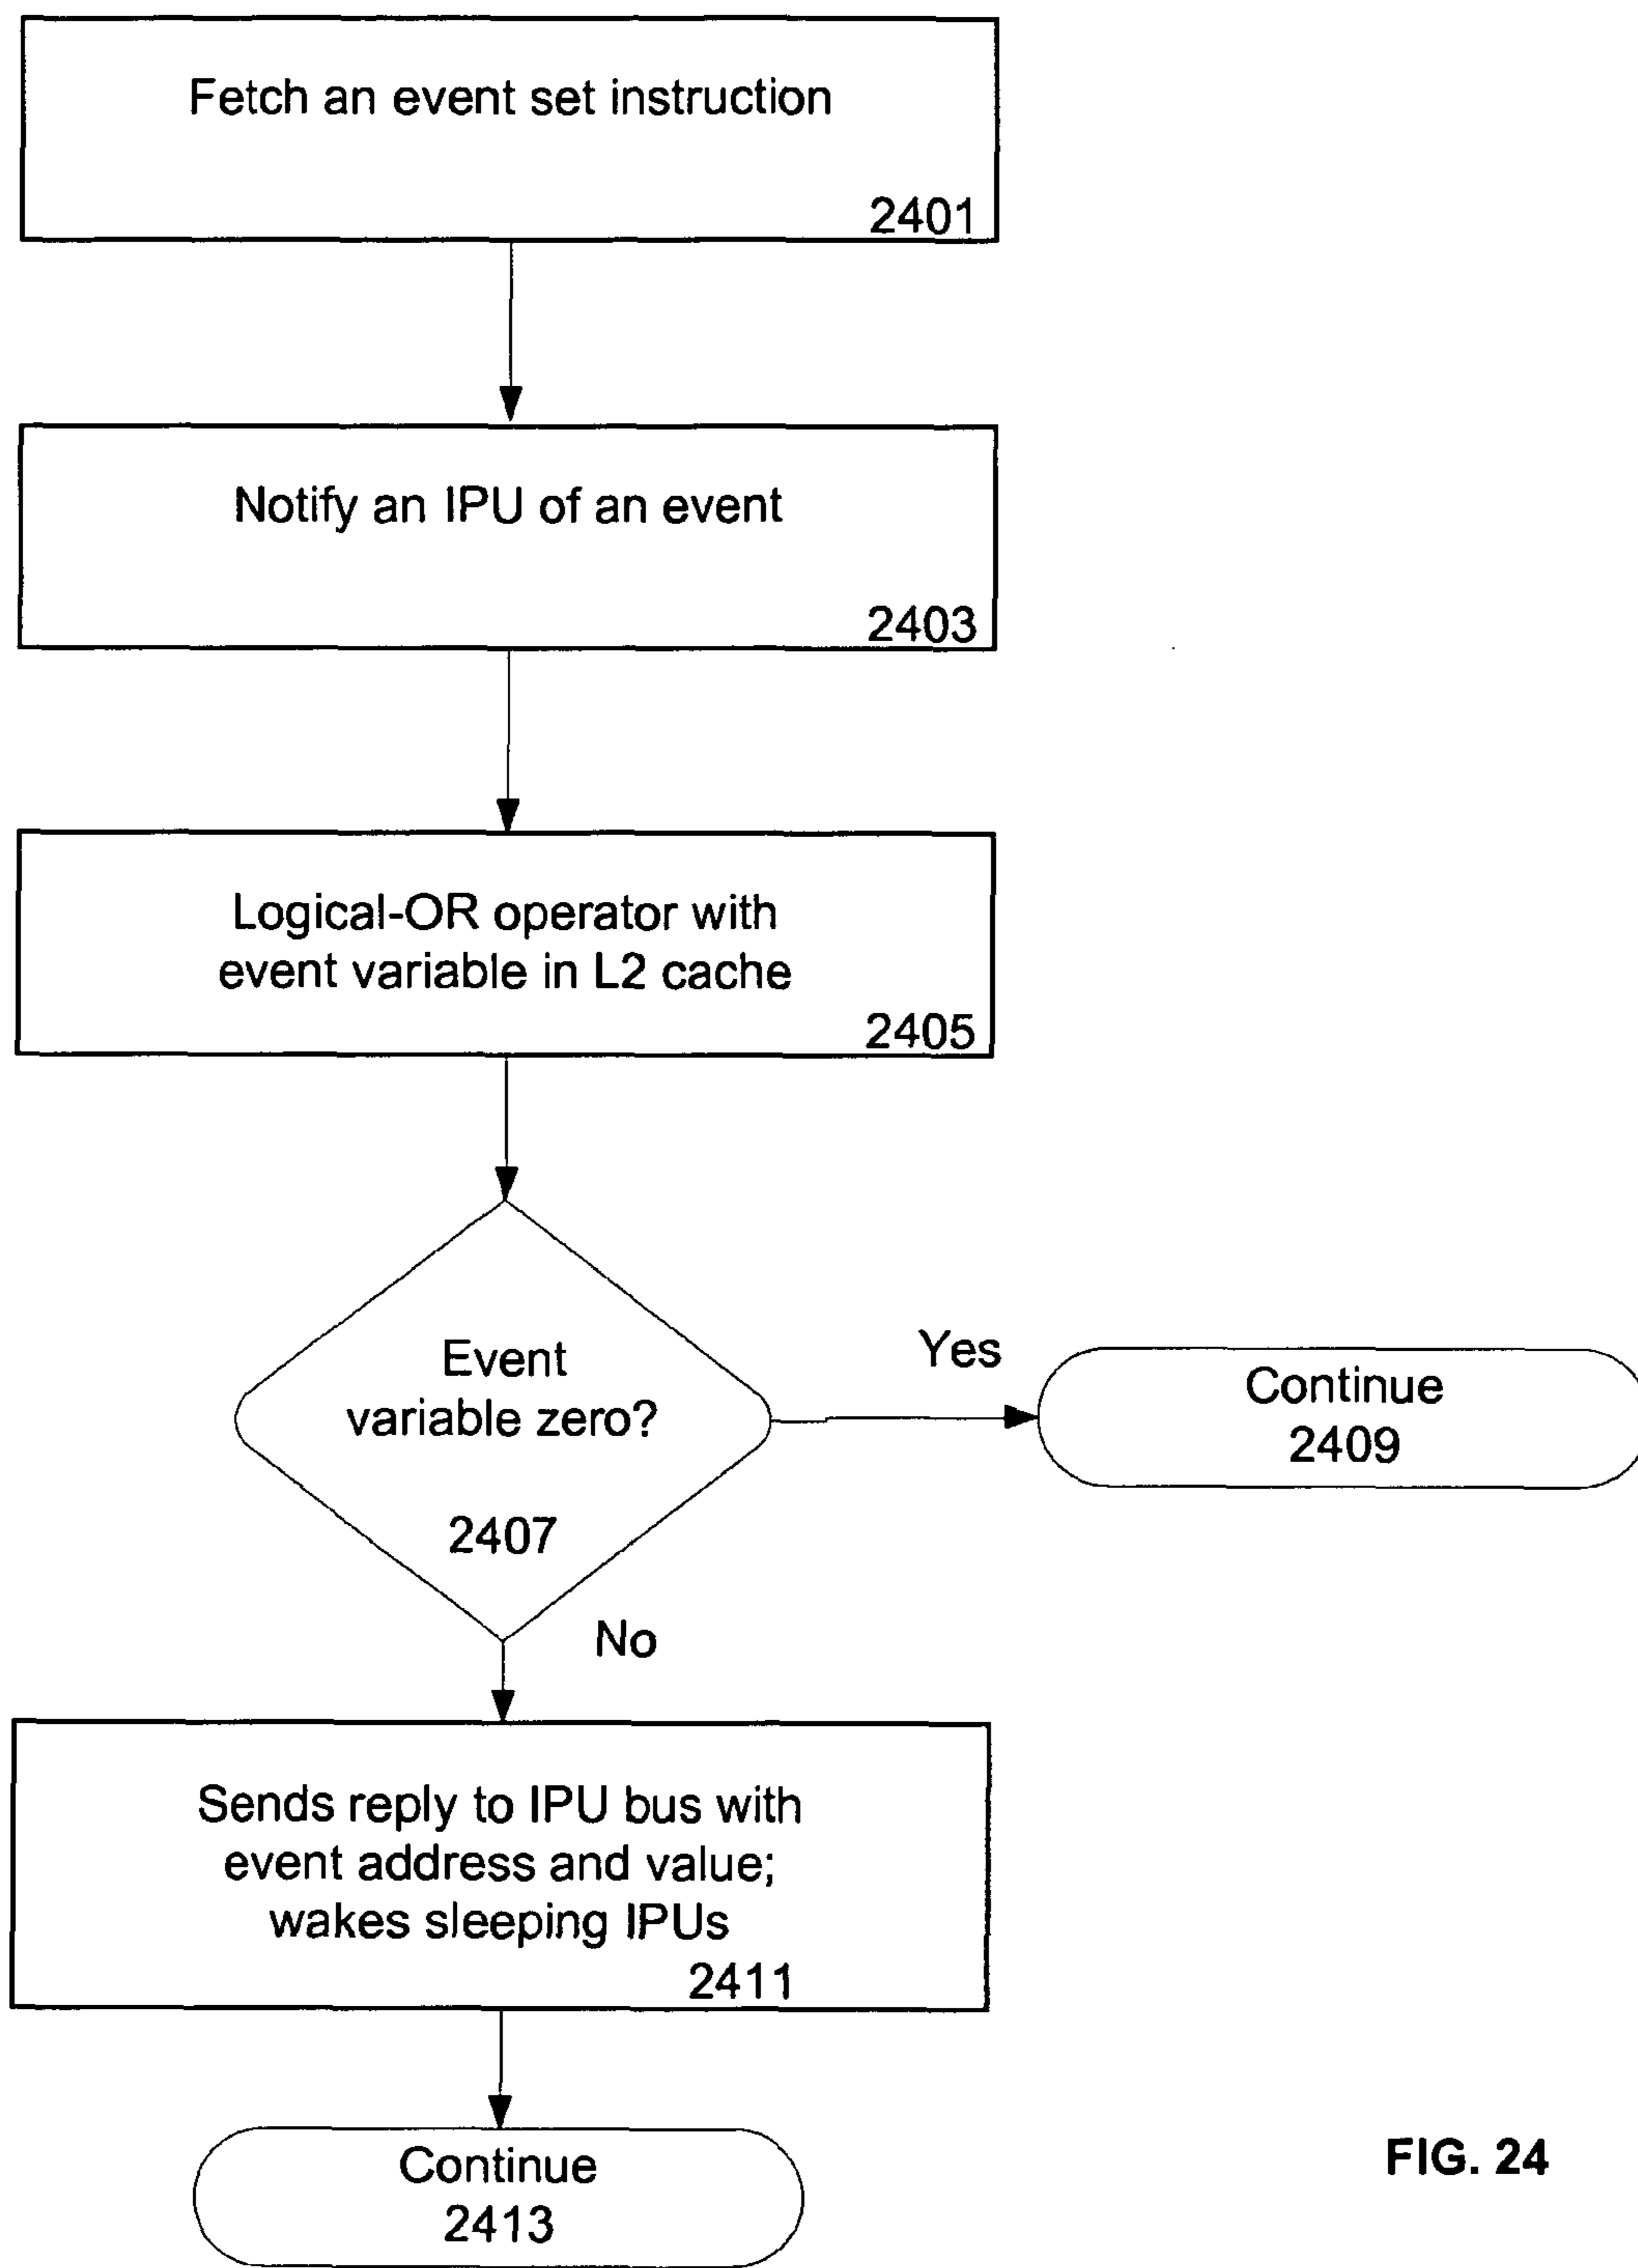 Fetch an event set instruction
2401
Notify an IPU of an event
2403
Logical-OR operator with
event variable in L2 cache
2405
Event
variable zero?
2407
Yes
Continue
2409
No
Sends reply to IPU bus with
event address and value;
wakes sleeping IPUs
2411
Continue
2413
FIG. 24